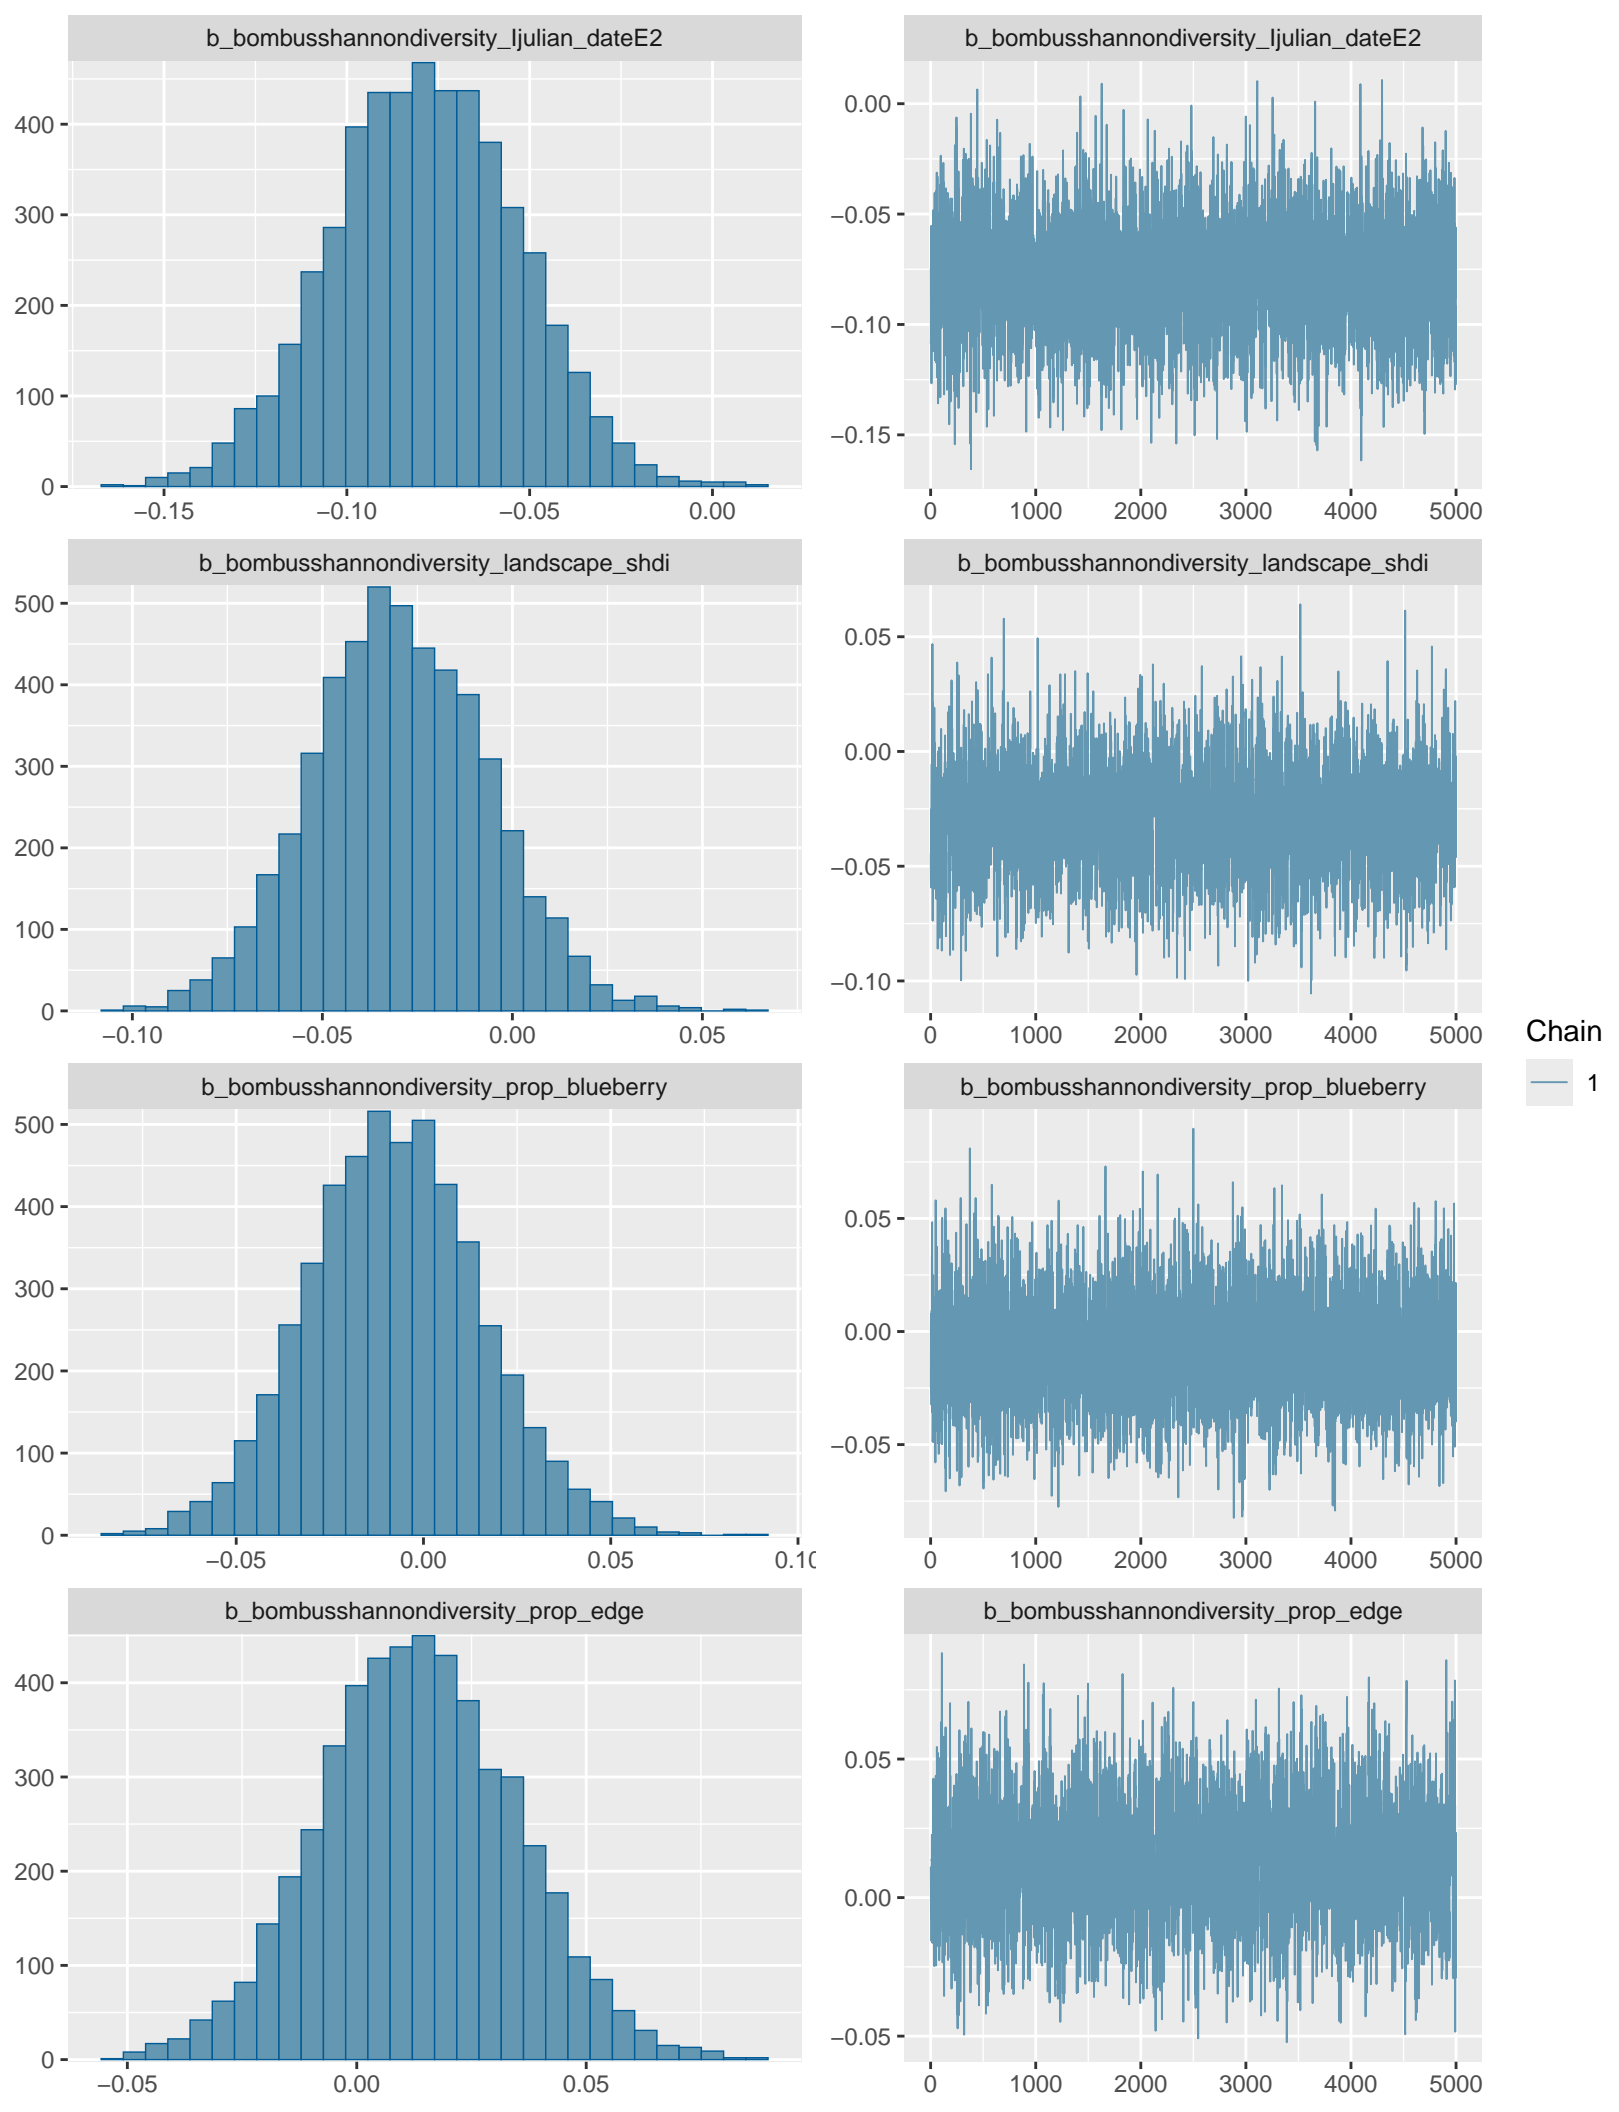 b_bombusshannondiversity_Ijulian_dateE2
b_bombusshannondiversity_Ijulian_dateE2
400
300
200
100
0
−0.15 −0.10 −0.05 0.00
0.00
−0.05
−0.10
−0.15
0 1000 2000 3000 4000 5000
b_bombusshannondiversity_landscape_shdi
b_bombusshannondiversity_landscape_shdi
500
400
300
200
100
0
−0.10 −0.05 0.00 0.05
0.05
0.00
−0.05
−0.10
0 1000 2000 3000 4000 5000
b_bombusshannondiversity_prop_blueberry
b_bombusshannondiversity_prop_blueberry
500
400
300
200
100
0
−0.05 0.00 0.05 0.10
0.05
0.00
−0.05
0 1000 2000 3000 4000 5000
b_bombusshannondiversity_prop_edge
b_bombusshannondiversity_prop_edge
400
300
200
100
0
−0.05 0.00 0.05
0.05
0.00
−0.05
0 1000 2000 3000 4000 5000
Chain
1